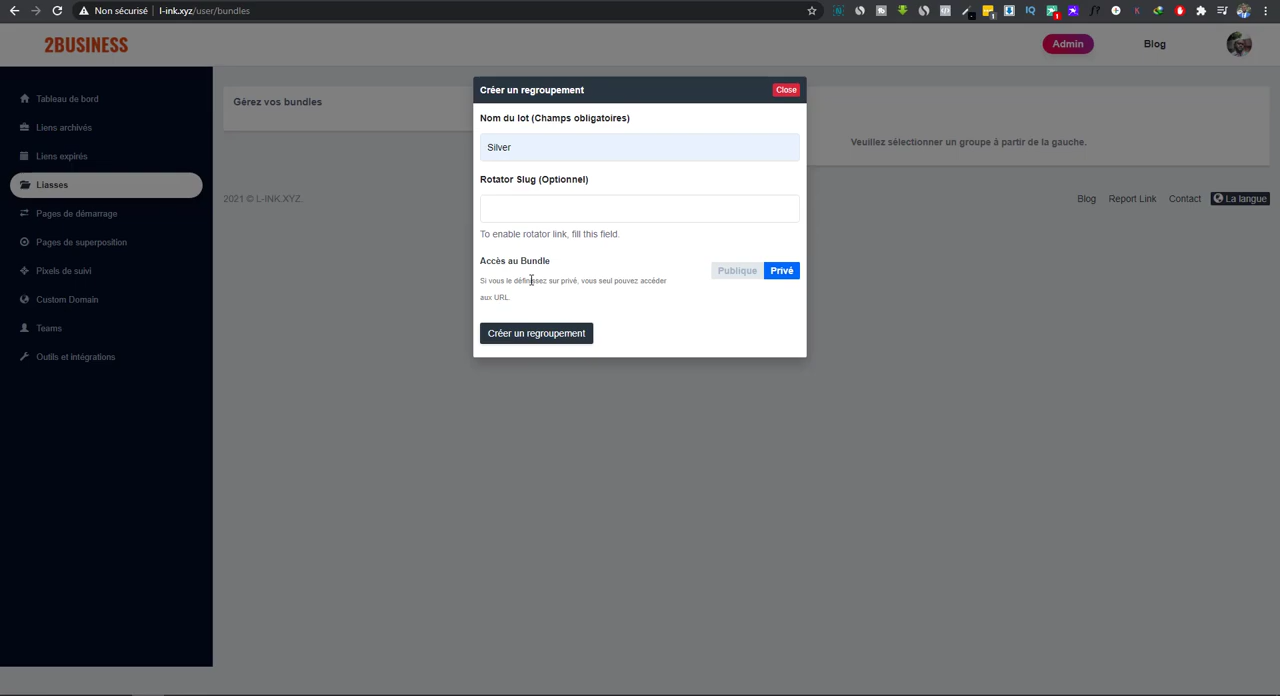 Non sécurisé | l-ink.xyz/user/bundles
2BUSINESS
Admin
Blog
Tableau de bord
Liens archivés
Liens expirés
Liasses
Pages de démarrage
Pages de superposition
Pixels de suivi
Custom Domain
Teams
Outils et intégrations
Gérez vos bundles
Créer un regroupement
Close
Nom du lot (Champs obligatoires)
Silver
Rotator Slug (Optionnel)
To enable rotator link, fill this field.
Accès au Bundle
Si vous le définissez sur privé, vous seul pouvez accéder
aux URL.
Publique
Privé
Créer un regroupement
Veuillez sélectionner un groupe à partir de la gauche.
2021 © L-INK.XYZ.
Blog
Report Link
Contact
La langue